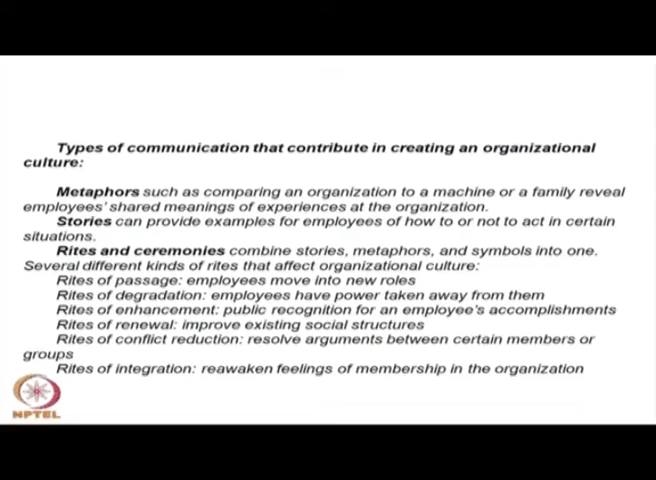 Types of communication that contribute in creating an organizational
culture:
Metaphors such as comparing an organization to a machine or a family reveal
employees' shared meanings of experiences at the organization.
Stories can provide examples for employees of how to or not to act in certain
situations.
Rites and ceremonies combine stories, metaphors, and symbols into one.
Several different kinds of rites that affect organizational culture:
Rites of passage: employees move into new roles
Rites of degradation: employees have power taken away from them
Rites of enhancement: public recognition for an employee's accomplishments
Rites of renewal: improve existing social structures
Rites of conflict reduction: resolve arguments between certain members or
groups
Rites of integration: reawaken feelings of membership in the organization
NPTEL